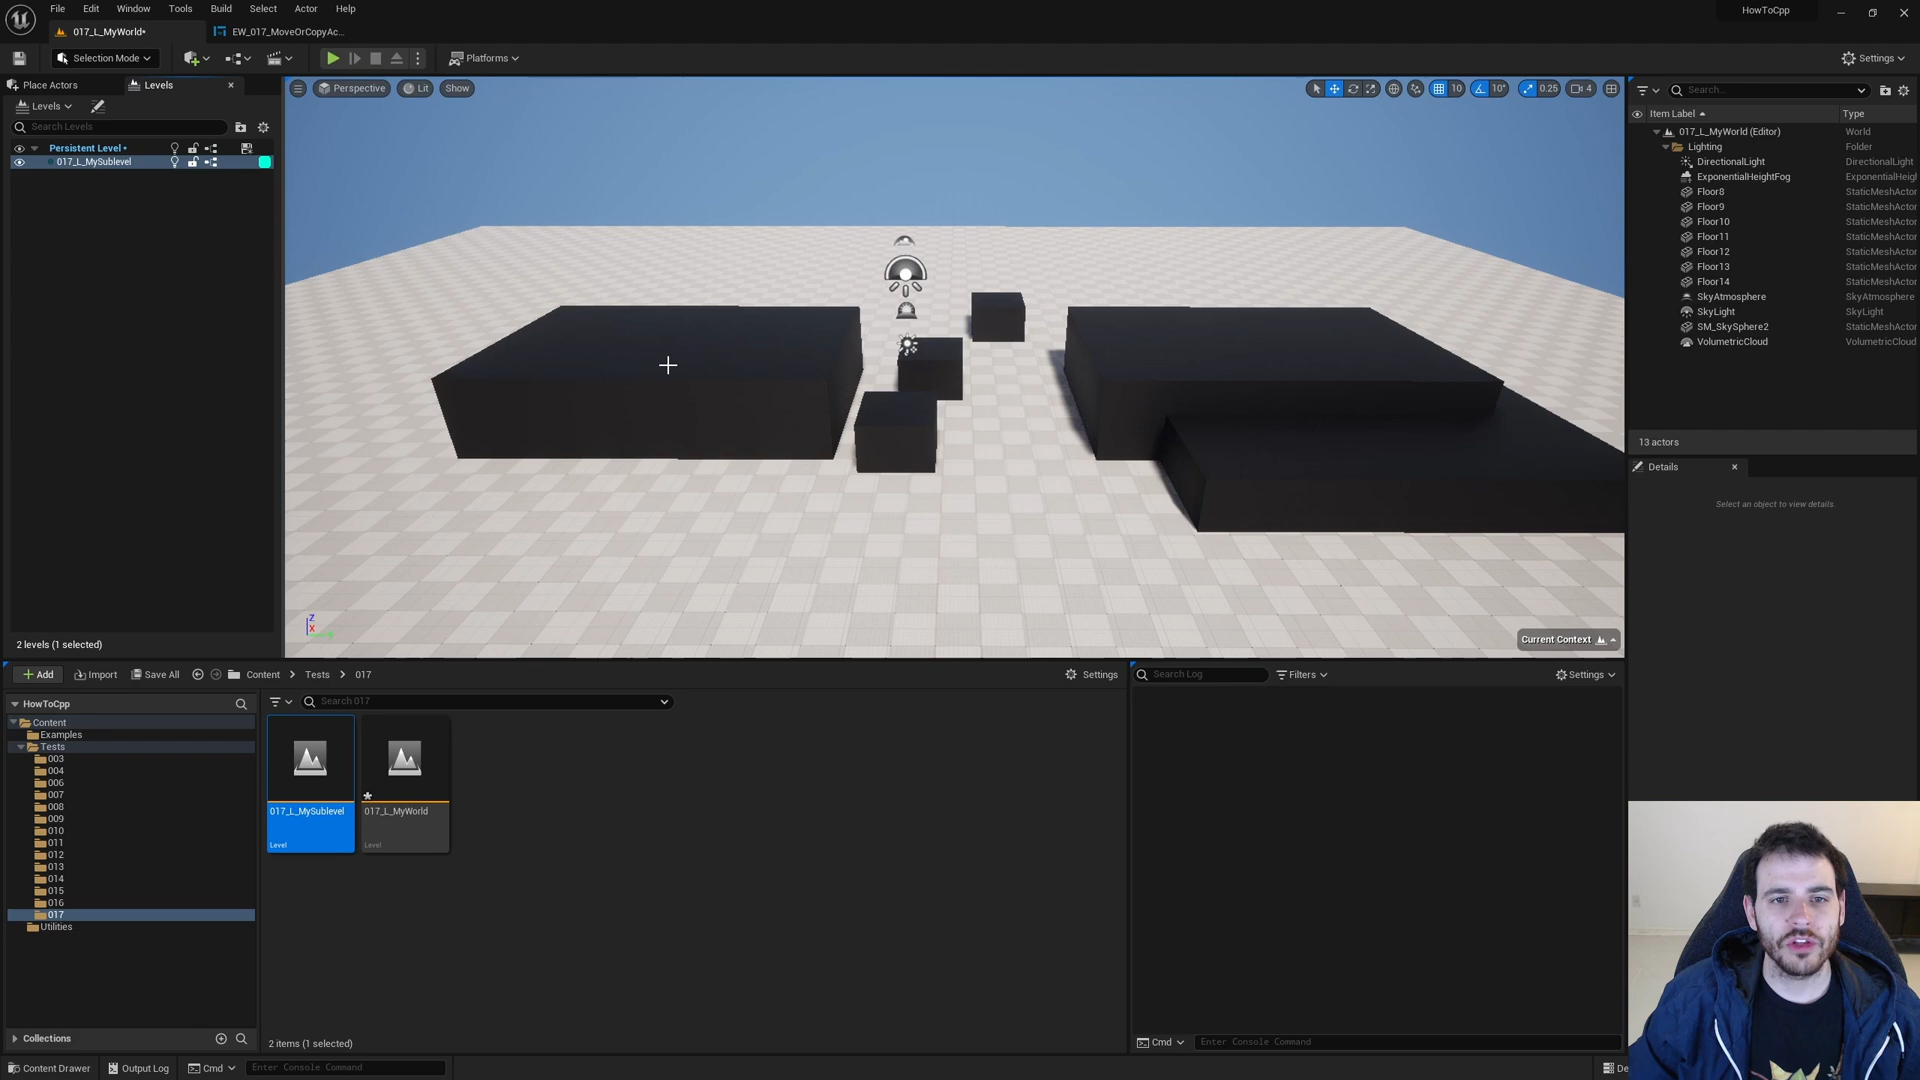 File Edit Window Tools Build Select Actor Help
HowToCpp
017_L_MyWorld•
EW_017_MoveOrCopyAc...
Selection Mode
Platforms
Settings
Place Actors
Levels
Levels
Search Levels
Persistent Level •
017_L_MySublevel
2 levels (1 selected)
Perspective
Lit
Show
10
10°
0.25
4
Z
X
Current Context
Search...
Item Label
Type
017_L_MyWorld (Editor) World
Lighting Folder
DirectionalLight DirectionalLight
ExponentialHeightFog ExponentialHeigh
Floor8 StaticMeshActor
Floor9 StaticMeshActor
Floor10 StaticMeshActor
Floor11 StaticMeshActor
Floor12 StaticMeshActor
Floor13 StaticMeshActor
Floor14 StaticMeshActor
SkyAtmosphere SkyAtmosphere
SkyLight SkyLight
SM_SkySphere2 StaticMeshActor
VolumetricCloud VolumetricCloud
13 actors
Details
Select an object to view details.
Add
Import
Save All
Content
Tests
017
Settings
HowToCpp
Content
Examples
Tests
003
004
006
007
008
009
010
011
012
013
014
015
016
017
Utilities
Collections
Search 017
017_L_MySublevel
Level
017_L_MyWorld
Level
2 items (1 selected)
Search Log
Filters
Settings
Cmd
Enter Console Command
Content Drawer
Output Log
Cmd
Enter Console Command
De